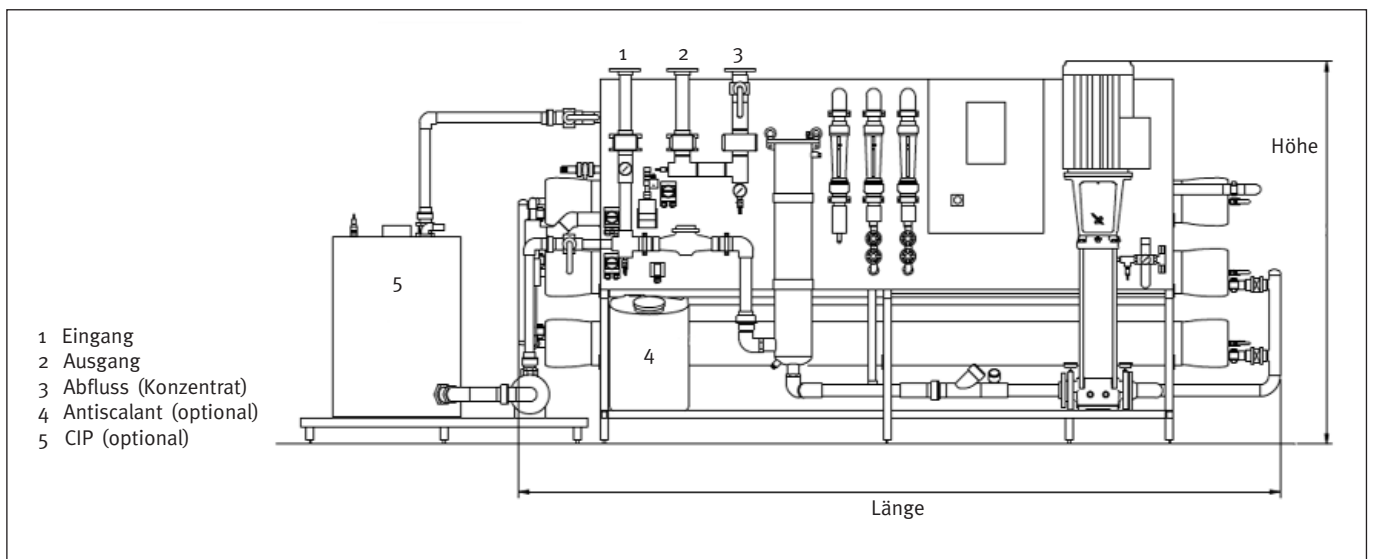 1 2 3
Höhe
5
4
1 Eingang
2 Ausgang
3 Abfluss (Konzentrat)
4 Antiscalant (optional)
5 CIP (optional)
Länge